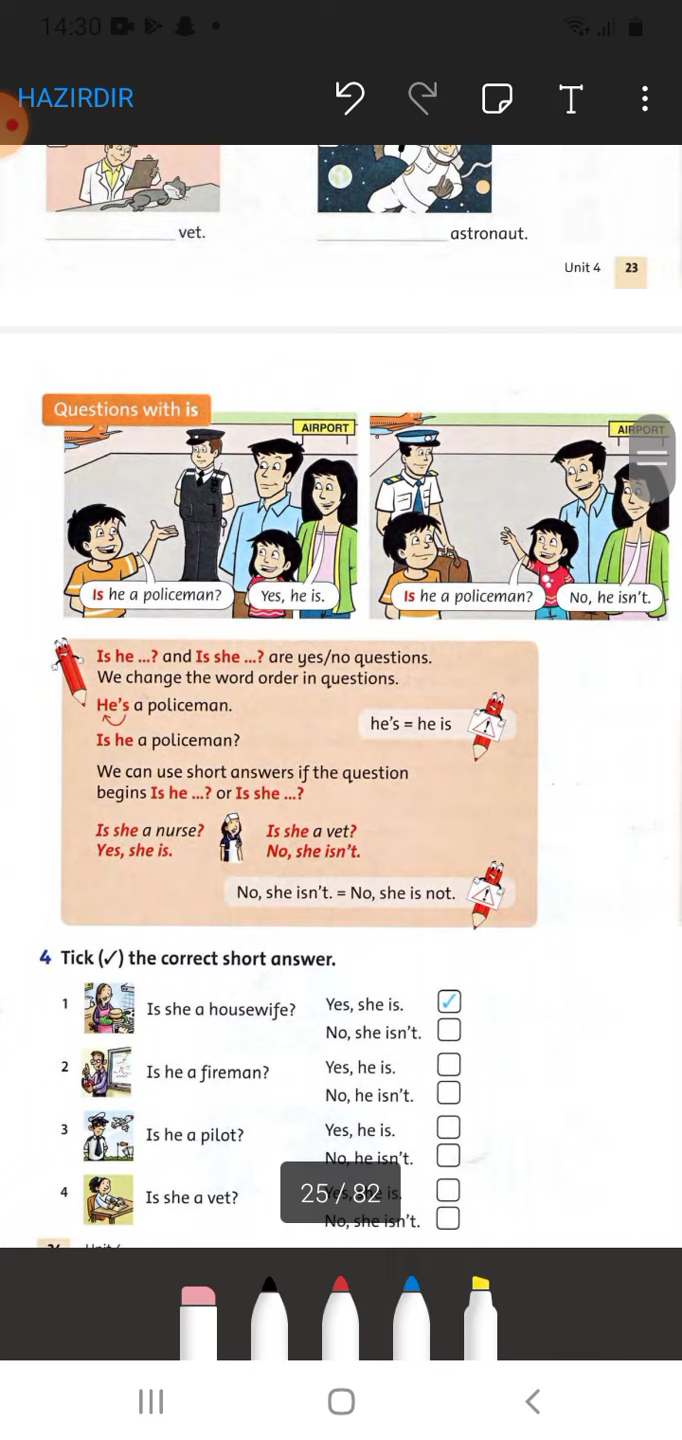 14:30
HAZIRDIR
T
vet.
astronaut.
Unit 4 23
Questions with is
AIRPORT
AIRPORT
Is he a policeman?
Yes, he is.
Is he a policeman?
No, he isn't.
Is he ...? and Is she ...? are yes/no questions.
We change the word order in questions.
He's a policeman.
he's = he is
Is he a policeman?
We can use short answers if the question
begins Is he ...? or Is she ...?
Is she a nurse?
Yes, she is.
Is she a vet?
No, she isn't.
No, she isn't. = No, she is not.
4 Tick (✓) the correct short answer.
1 Is she a housewife? Yes, she is. ✓
No, she isn't.
2 Is he a fireman? Yes, he is.
No, he isn't.
3 Is he a pilot? Yes, he is.
No, he isn't.
4 Is she a vet? Yes, she is.
No, she isn't.
25 / 82